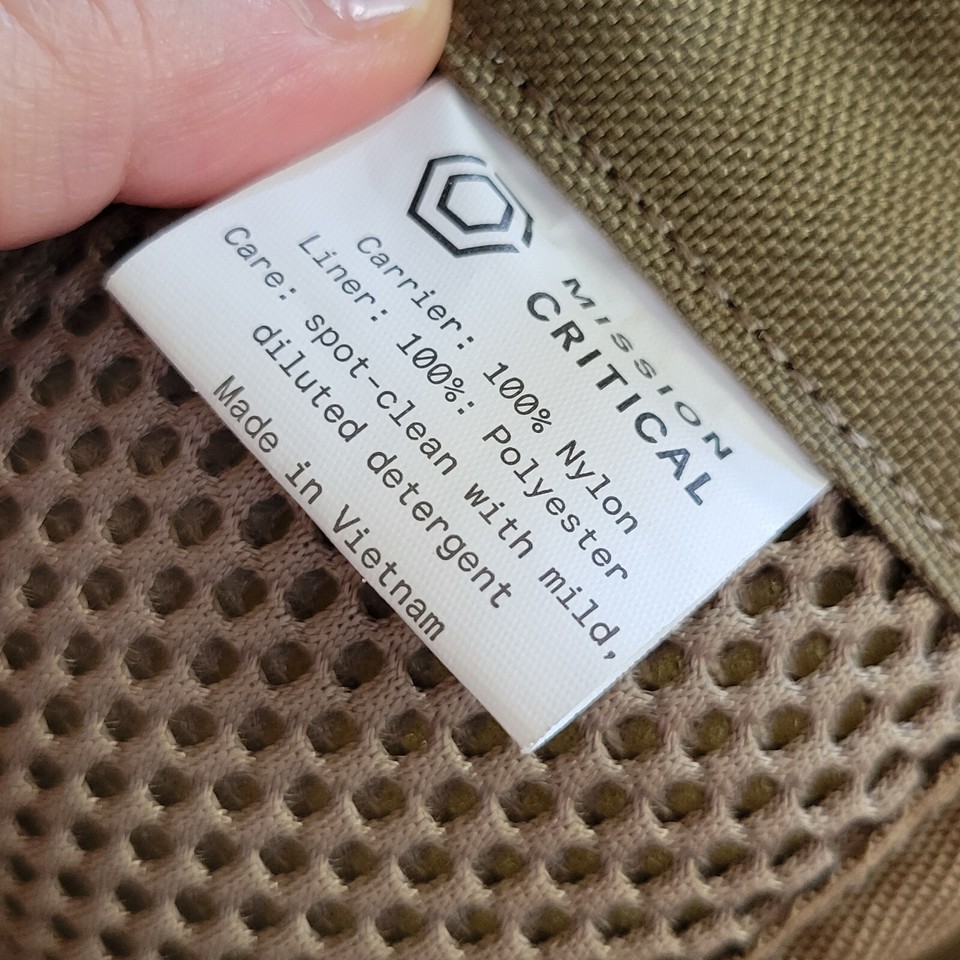 MISSION
CRITICAL
Carrier: 100% Nylon
Liner: 100%: Polyester
Care: spot-clean with mild,
diluted detergent
Made in Vietnam